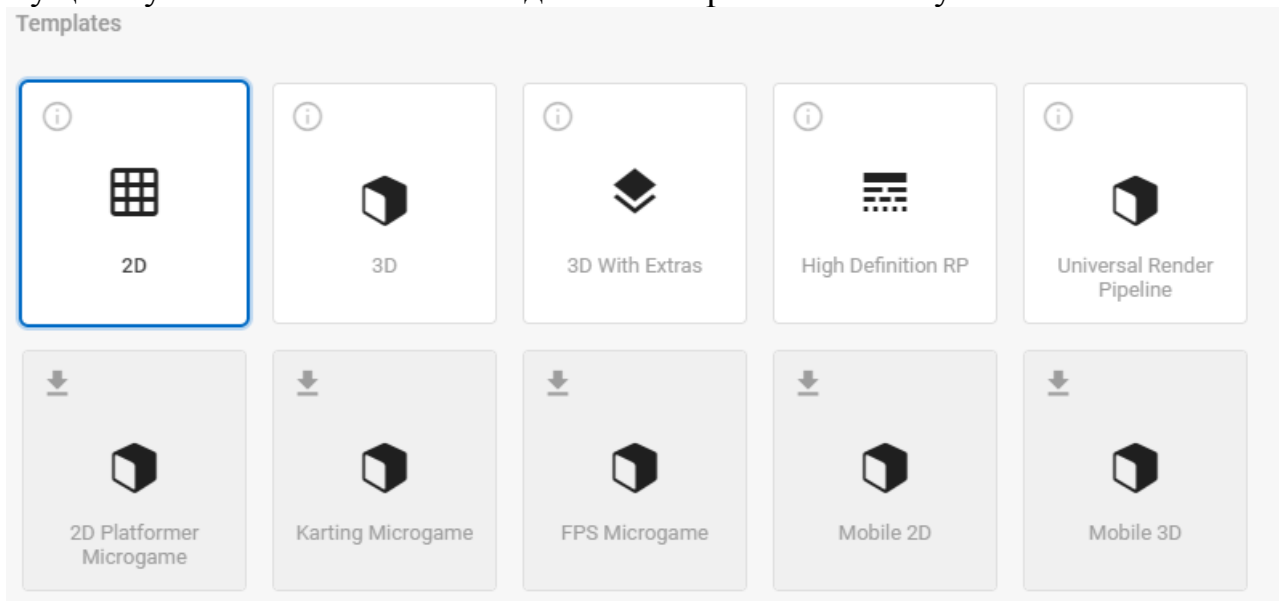 Templates
2D
3D
3D With Extras
High Definition RP
Universal Render
Pipeline
2D Platformer
Microgame
Karting Microgame
FPS Microgame
Mobile 2D
Mobile 3D